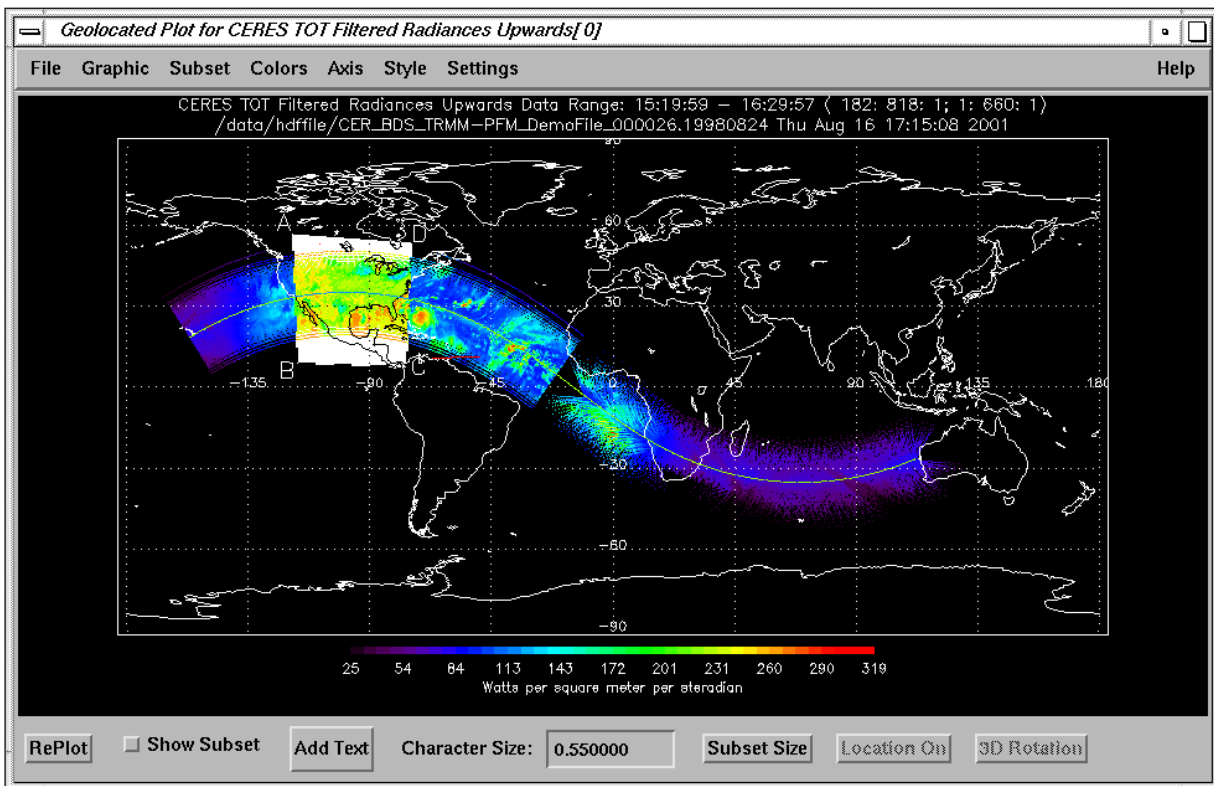 Geolocated Plot for CERES TOT Filtered Radiances Upwards[ 0]
File Graphic Subset Colors Axis Style Settings Help
CERES TOT Filtered Radiances Upwards Data Range: 15:19:59 – 16:29:57 ( 182: 818: 1; 1: 660: 1)
/data/hdffile/CER_BDS_TRMM-PFM_DemoFile_000026.19980824 Thu Aug 16 17:15:08 2001
90
60
A D
30
B C
-135 -90 -45 0 45 90 135 180
-30
-60
-90
25 54 84 113 143 172 201 231 260 290 319
Watts per square meter per steradian
RePlot Show Subset Add Text Character Size: 0.550000 Subset Size Location On 3D Rotation